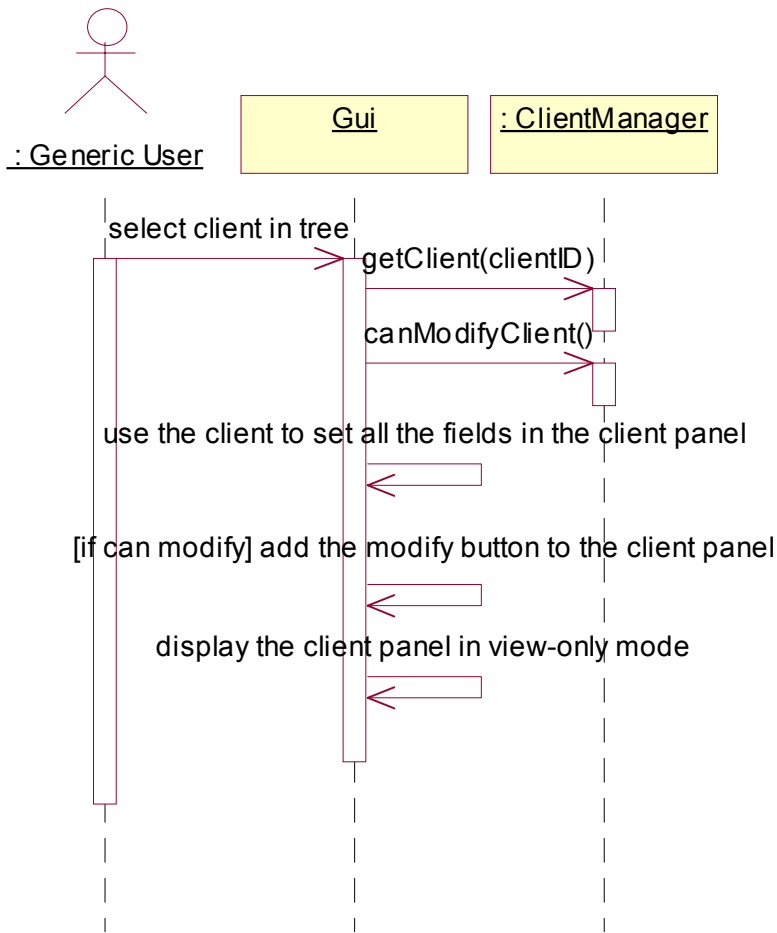 Gui
: ClientManager
: Generic User
select client in tree
getClient(clientID)
canModifyClient()
use the client to set all the fields in the client panel
[if can modify] add the modify button to the client panel
display the client panel in view-only mode